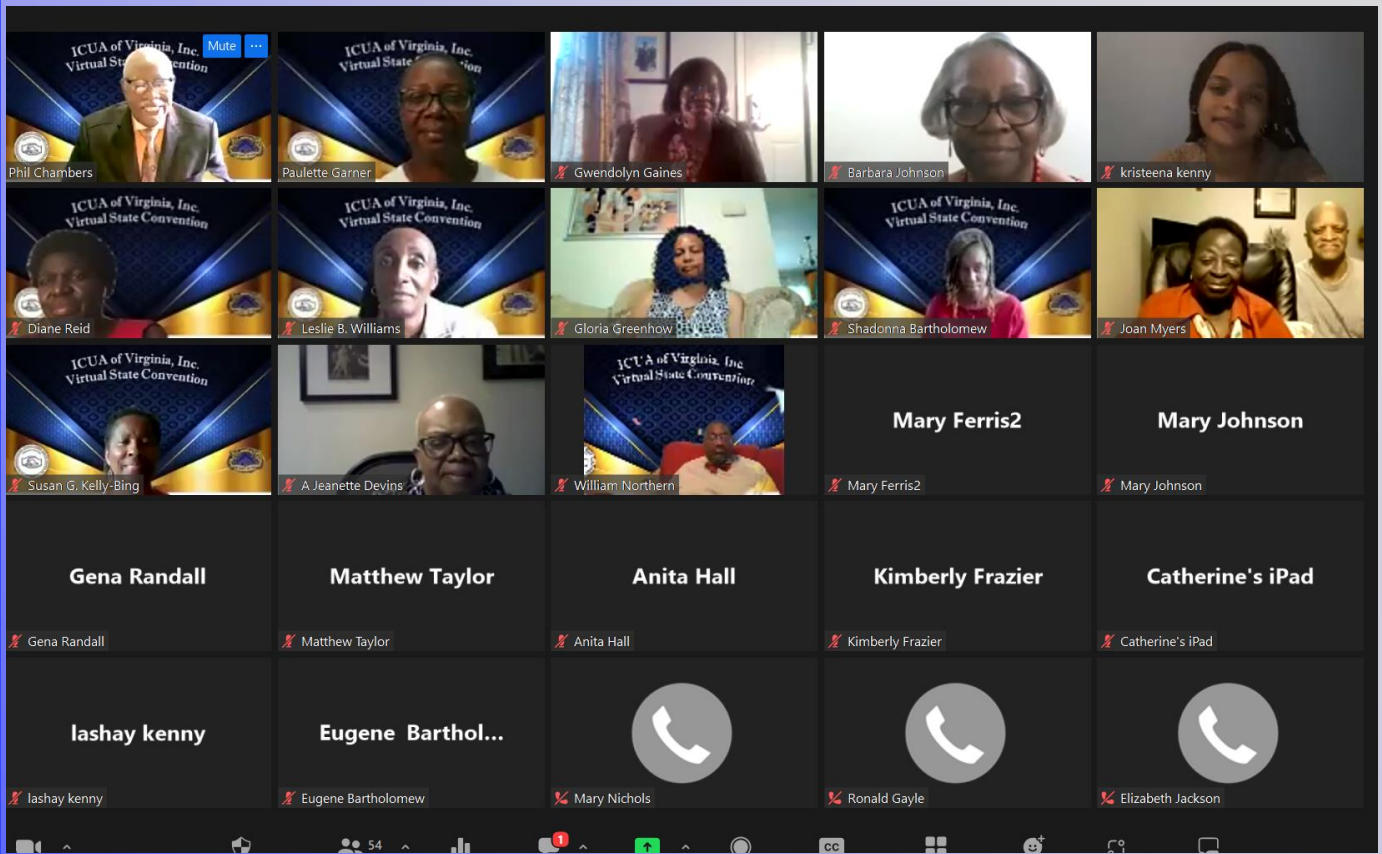 ICUA of Virginia, Inc.
Mute
Phil Chambers
ICUA of Virginia, Inc.
Virtual State
Paulette Garner
Gwendolyn Gaines
Barbara Johnson
kristeena kenny
ICUA of Virginia, Inc.
Virtual State Convention
Diane Reid
ICUA of Virginia, Inc.
Virtual State Convention
Leslie B. Williams
Gloria Greenhow
ICUA of Virginia, Inc.
Virtual State Convention
Shadonna Bartholomew
Joan Myers
ICUA of Virginia, Inc.
Virtual State Convention
Susan G. Kelly-Bing
A Jeanette Devins
ICUA of Virginia, Inc
Virtual State Convention
William Northern
Mary Ferris2
Mary Ferris2
Mary Johnson
Mary Johnson
Gena Randall
Gena Randall
Matthew Taylor
Matthew Taylor
Anita Hall
Anita Hall
Kimberly Frazier
Kimberly Frazier
Catherine's iPad
Catherine's iPad
lashay kenny
lashay kenny
Eugene Barthol...
Eugene Bartholomew
Mary Nichols
Ronald Gayle
Elizabeth Jackson
54
1
CC